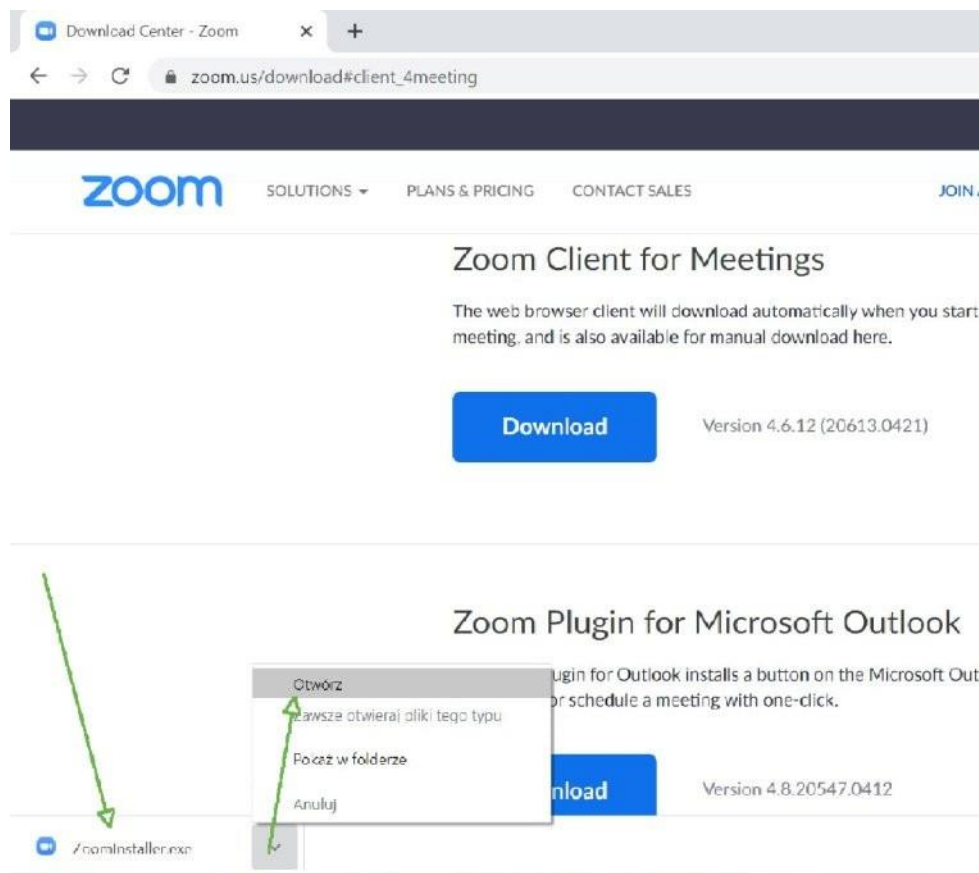 Download Center - Zoom
zoom.us/download#client_4meeting
zoom SOLUTIONS PLANS & PRICING CONTACT SALES JOIN
Zoom Client for Meetings
The web browser client will download automatically when you start
meeting, and is also available for manual download here.
Download Version 4.6.12 (20613.0421)
Zoom Plugin for Microsoft Outlook
ugin for Outlook installs a button on the Microsoft Out
or schedule a meeting with one-click.
Otwórz
Zawsze otwieraj pliki tego typu
Pokaż w folderze
Anuluj
nload Version 4.8.20547.0412
ZoomInstaller.exe